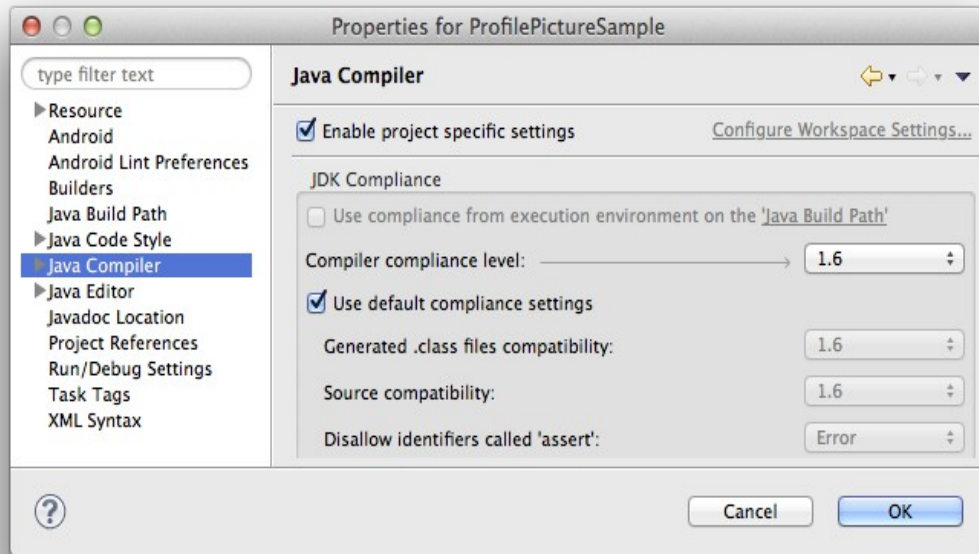 Properties for ProfilePictureSample
type filter text
Resource
Android
Android Lint Preferences
Builders
Java Build Path
Java Code Style
Java Compiler
Java Editor
Javadoc Location
Project References
Run/Debug Settings
Task Tags
XML Syntax
Java Compiler
Enable project specific settings
Configure Workspace Settings...
JDK Compliance
Use compliance from execution environment on the 'Java Build Path'
Compiler compliance level: 1.6
Use default compliance settings
Generated .class files compatibility: 1.6
Source compatibility: 1.6
Disallow identifiers called 'assert': Error
?
Cancel
OK